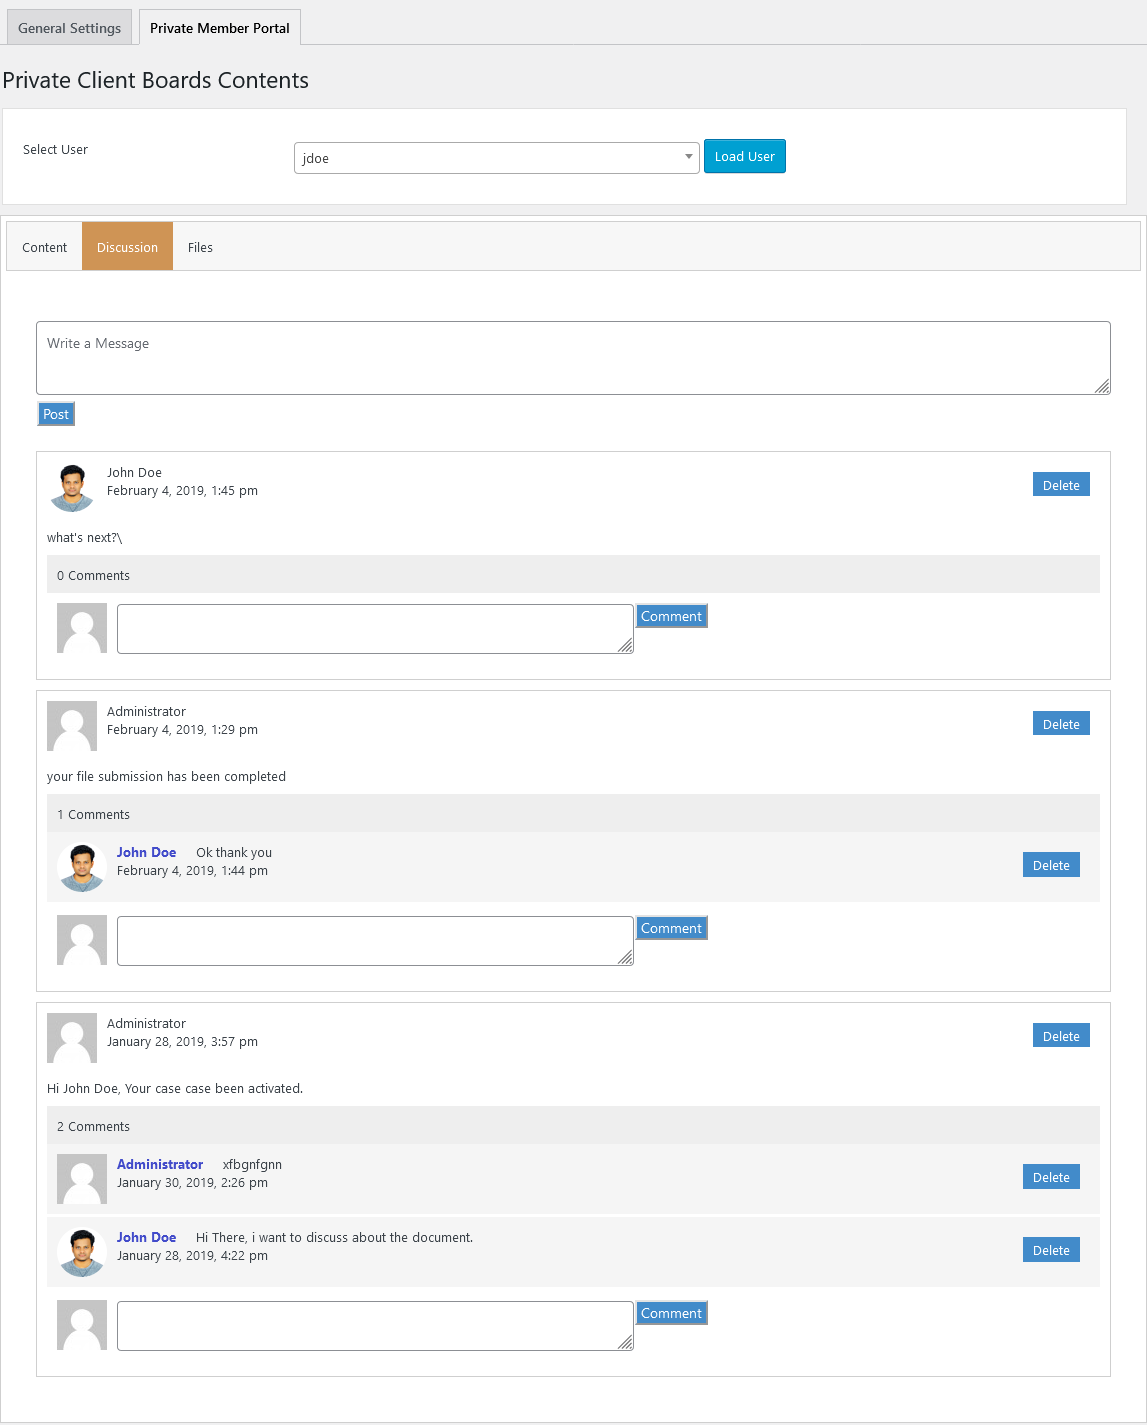 General Settings
Private Member Portal
Private Client Boards Contents
Select User
jdoe
Load User
Content
Discussion
Files
Write a Message
Post
John Doe
February 4, 2019, 1:45 pm
Delete
what's next?\
0 Comments
Comment
Administrator
February 4, 2019, 1:29 pm
Delete
your file submission has been completed
1 Comments
John Doe Ok thank you
February 4, 2019, 1:44 pm
Delete
Comment
Administrator
January 28, 2019, 3:57 pm
Delete
Hi John Doe, Your case case been activated.
2 Comments
Administrator xfbgnfgnn
January 30, 2019, 2:26 pm
Delete
John Doe Hi There, i want to discuss about the document.
January 28, 2019, 4:22 pm
Delete
Comment